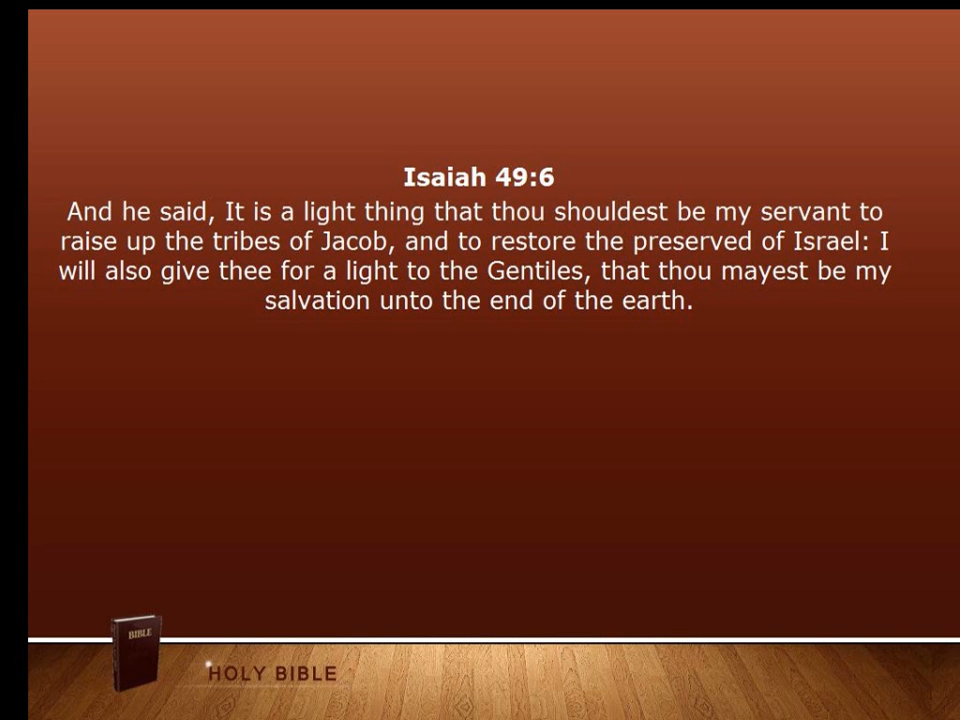 Isaiah 49:6
And he said, It is a light thing that thou shouldest be my servant to
raise up the tribes of Jacob, and to restore the preserved of Israel: I
will also give thee for a light to the Gentiles, that thou mayest be my
salvation unto the end of the earth.
BIBLE
HOLY BIBLE